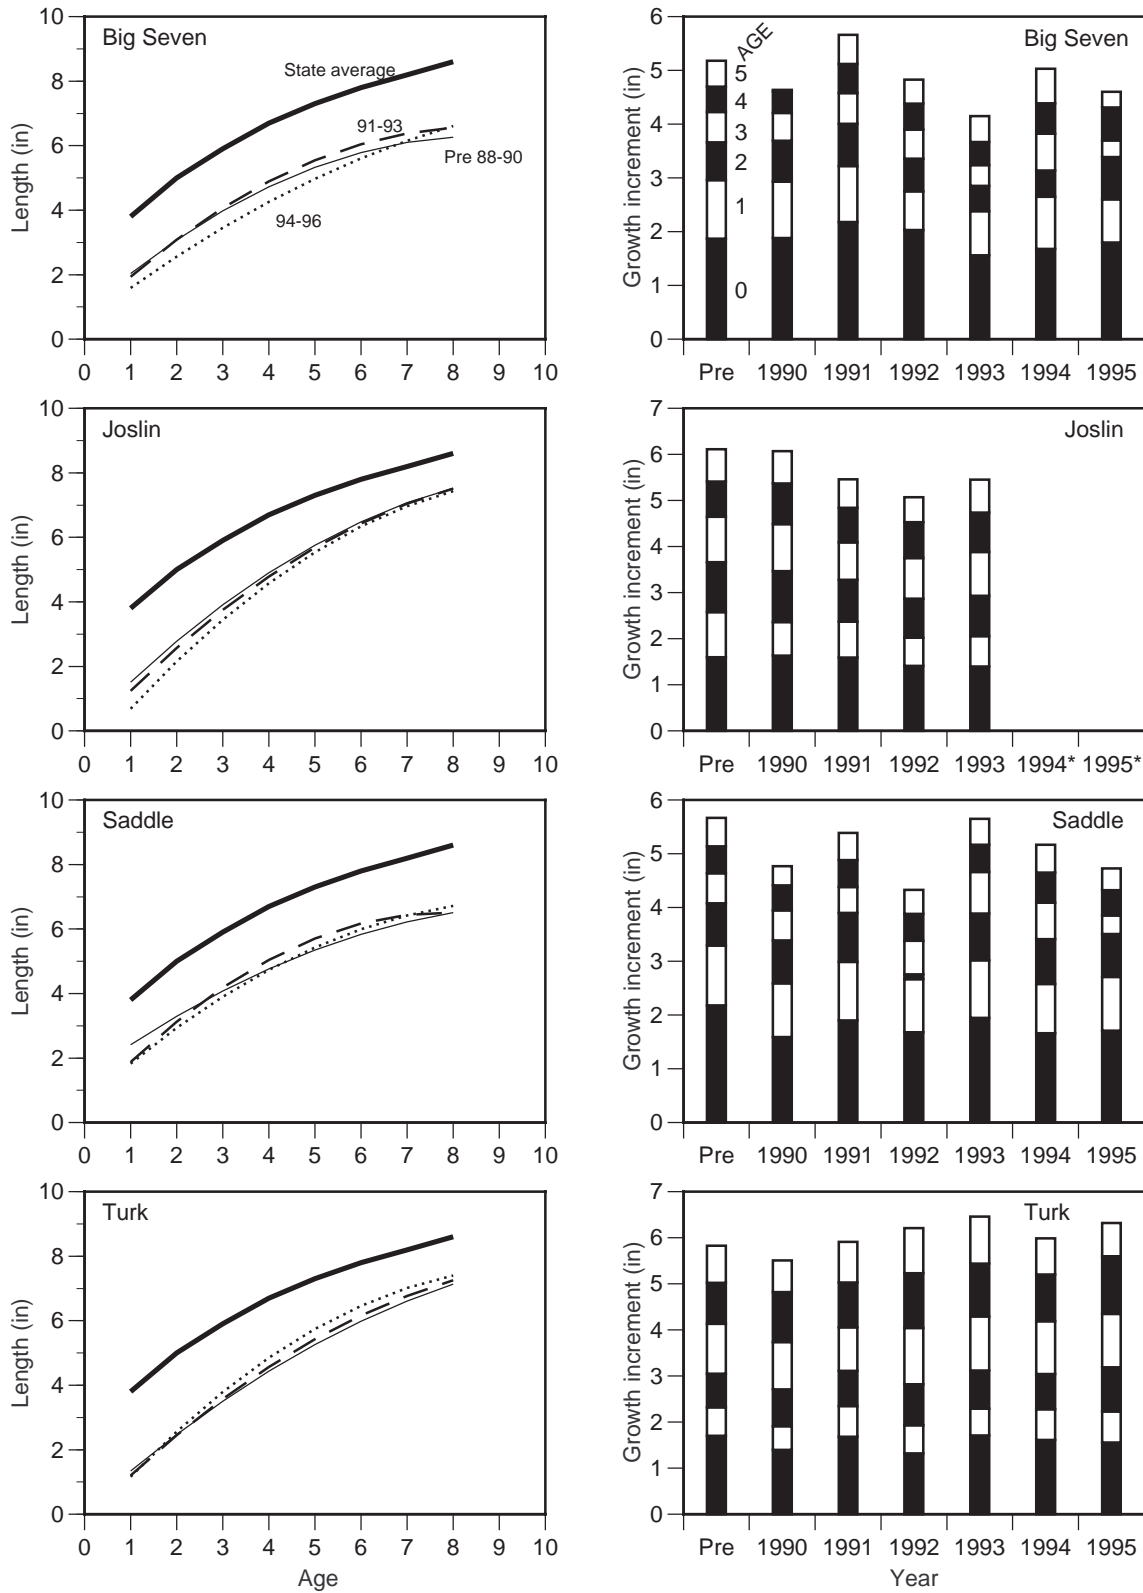 Big Seven
State average
91-93
Pre 88-90
94-96
Length (in)
10
8
6
4
2
0
0 1 2 3 4 5 6 7 8 9 10
Big Seven
AGE
5
4
3
2
1
0
Growth increment (in)
6
5
4
3
2
1
0
Pre 1990 1991 1992 1993 1994 1995
Joslin
Length (in)
10
8
6
4
2
0
0 1 2 3 4 5 6 7 8 9 10
Joslin
Growth increment (in)
7
6
5
4
3
2
1
0
Pre 1990 1991 1992 1993 1994* 1995*
Saddle
Length (in)
10
8
6
4
2
0
0 1 2 3 4 5 6 7 8 9 10
Saddle
Growth increment (in)
6
5
4
3
2
1
0
Pre 1990 1991 1992 1993 1994 1995
Turk
Length (in)
10
8
6
4
2
0
0 1 2 3 4 5 6 7 8 9 10
Age
Turk
Growth increment (in)
7
6
5
4
3
2
1
0
Pre 1990 1991 1992 1993 1994 1995
Year